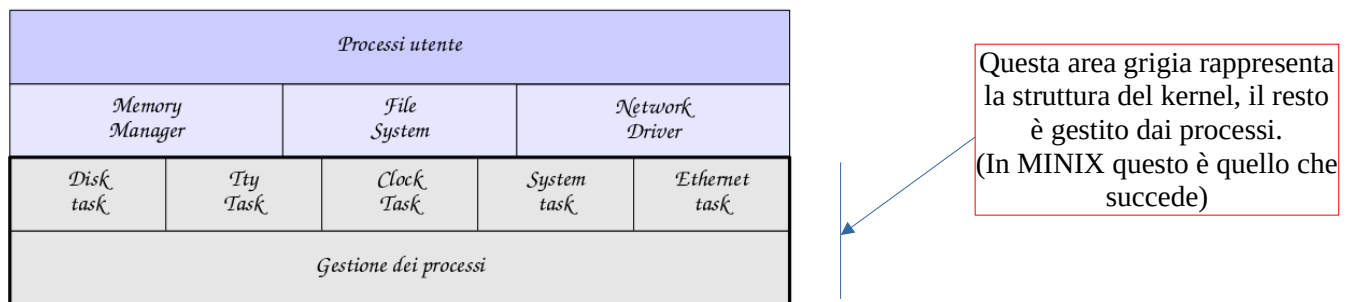 Processi utente
Memory
Manager
File
System
Network
Driver
Disk
task
Tty
Task
Clock
Task
System
task
Ethernet
task
Gestione dei processi
Questa area grigia rappresenta
la struttura del kernel, il resto
è gestito dai processi.
(In MINIX questo è quello che
succede)